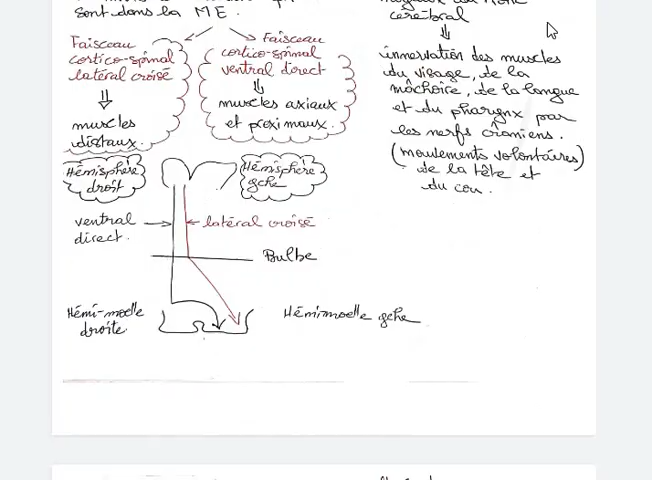 sont dans la ME.
Faisceau
cortico-spinal
latéral croisé
muscles
distaux.
Faisceau
cortico-spinal
ventral direct
muscles axiaux
et proximaux.
cérébral
innervation des muscles
du visage, de la
mâchoire, de la langue
et du pharynx par
les nerfs crâniens.
(mouvements volontaires)
de la tête et
du cou.
Hémisphère
droit
Hémisphère
gche
ventral
direct.
latéral croisé
Bulbe
Hémi-moelle
droite.
Hémimoelle gche